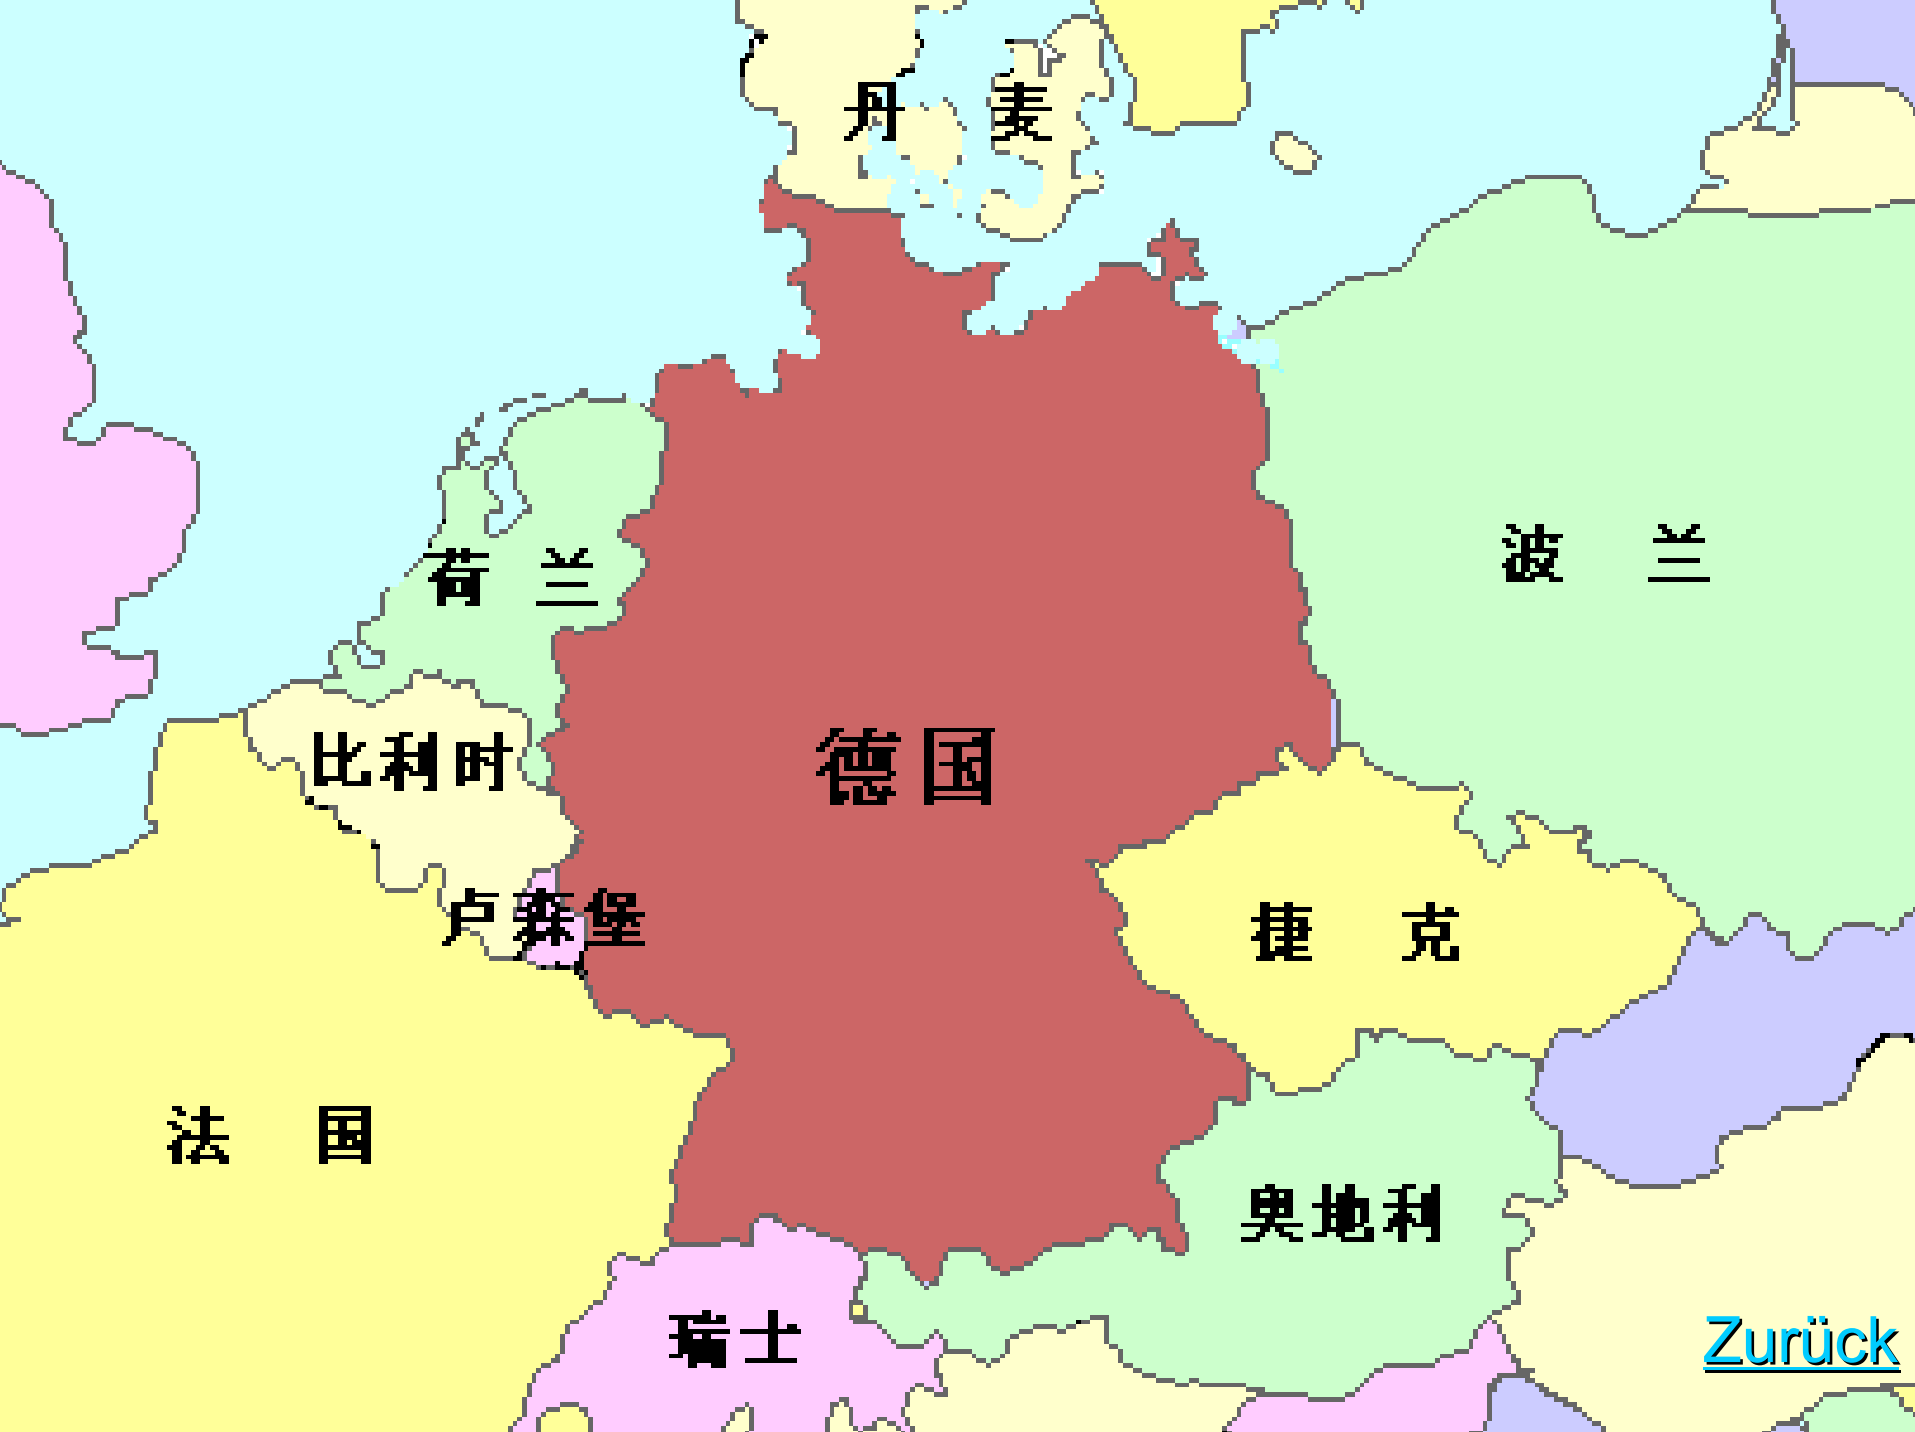 丹 麦
荷 兰
波 兰
比利时
德国
卢森堡
捷 克
法 国
奥地利
瑞士
Zurück